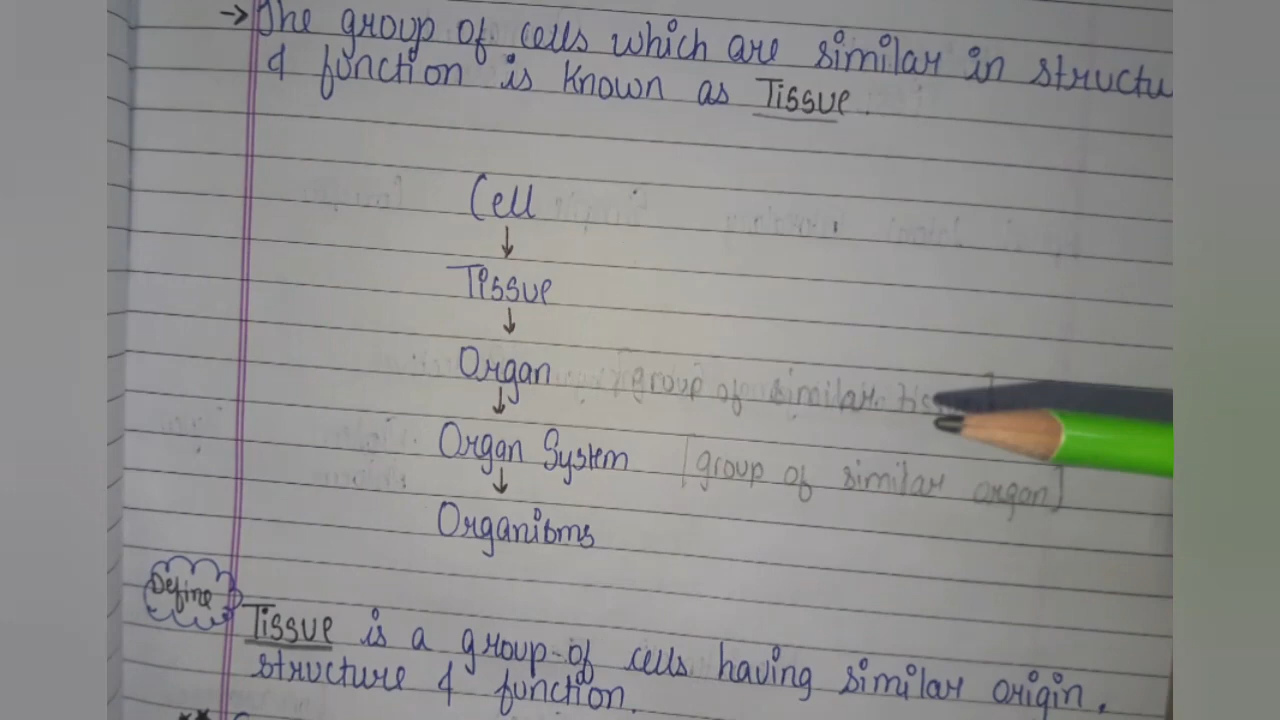 → The group of cells which are similar in structu
& function is known as Tissue.
Cell
↓
Tissue
↓
Organ [group of similar tissue]
↓
Organ System [group of similar organ]
↓
Organisms
Define
Tissue is a group of cells having similar origin,
structure & function.